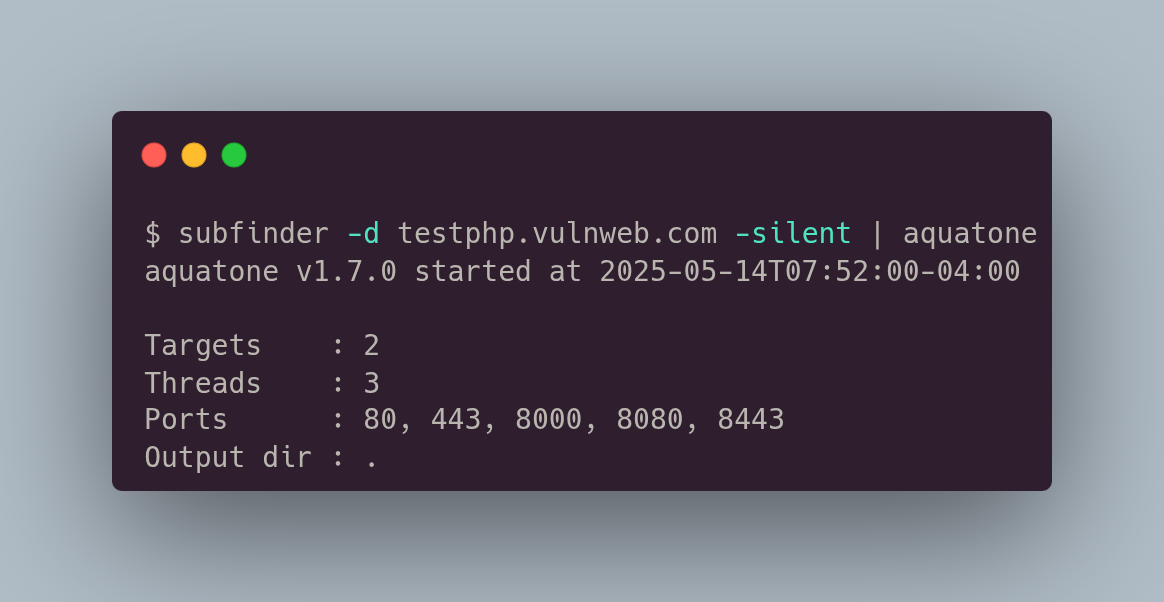 $ subfinder -d testphp.vulnweb.com -silent | aquatone
aquatone v1.7.0 started at 2025-05-14T07:52:00-04:00
Targets    : 2
Threads    : 3
Ports      : 80, 443, 8000, 8080, 8443
Output dir : .